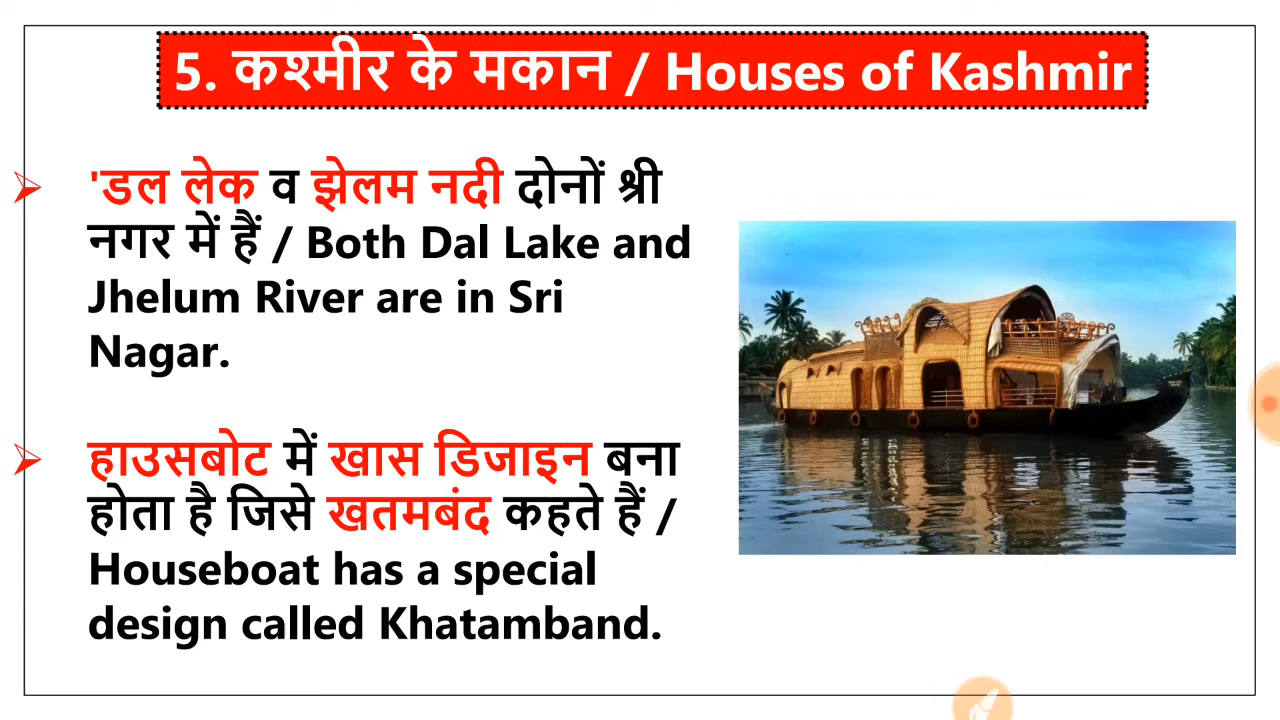 5. कश्मीर के मकान / Houses of Kashmir
'डल लेक व झेलम नदी दोनों श्री
नगर में हैं / Both Dal Lake and
Jhelum River are in Sri
Nagar.
हाउसबोट में खास डिजाइन बना
होता है जिसे खतमबंद कहते हैं /
Houseboat has a special
design called Khatamband.